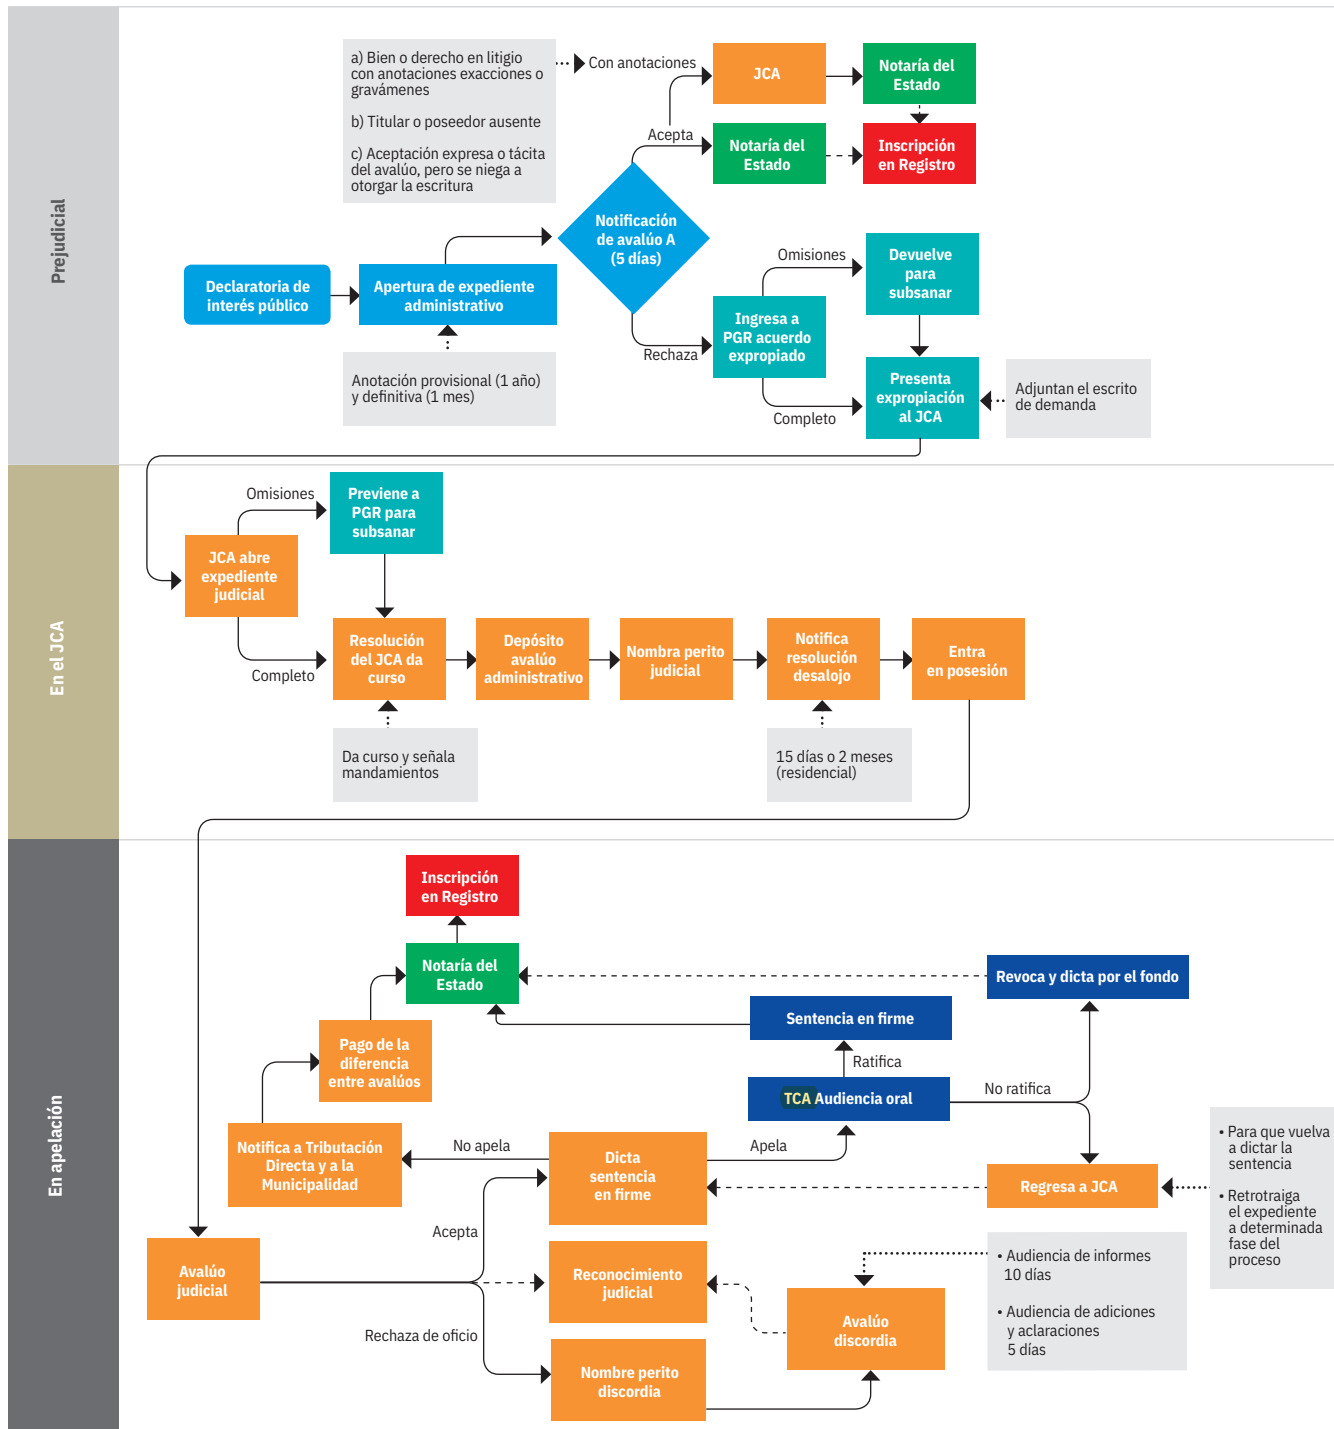 Prejudicial
a) Bien o derecho en litigio
con anotaciones exacciones o
gravámenes
b) Titular o poseedor ausente
c) Aceptación expresa o tácita
del avalúo, pero se niega a
otorgar la escritura
Con anotaciones
JCA
Notaría del
Estado
Acepta
Notaría del
Estado
Inscripción
en Registro
Notificación
de avalúo A
(5 días)
Declaratoria de
interés público
Apertura de expediente
administrativo
Anotación provisional (1 año)
y definitiva (1 mes)
Rechaza
Ingresa a
PGR acuerdo
expropiado
Omisiones
Devuelve
para
subsanar
Completo
Presenta
expropiación
al JCA
Adjuntan el escrito
de demanda
En el JCA
Omisiones
Previene a
PGR para
subsanar
JCA abre
expediente
judicial
Completo
Resolución
del JCA da
curso
Depósito
avalúo
administrativo
Nombra perito
judicial
Notifica
resolución
desalojo
Entra
en posesión
Da curso y señala
mandamientos
15 días o 2 meses
(residencial)
En apelación
Inscripción
en Registro
Notaría del
Estado
Revoca y dicta por el fondo
Sentencia en firme
Pago de la
diferencia
entre avalúos
Ratifica
TCA Audiencia oral
No ratifica
Notifica a Tributación
Directa y a la
Municipalidad
No apela
Dicta
sentencia
en firme
Apela
Regresa a JCA
• Para que vuelva
a dictar la
sentencia
• Retrotraiga
el expediente
a determinada
fase del
proceso
Acepta
Avalúo
judicial
Reconocimiento
judicial
Rechaza de oficio
Avalúo
discordia
• Audiencia de informes
10 días
• Audiencia de adiciones
y aclaraciones
5 días
Nombre perito
discordia